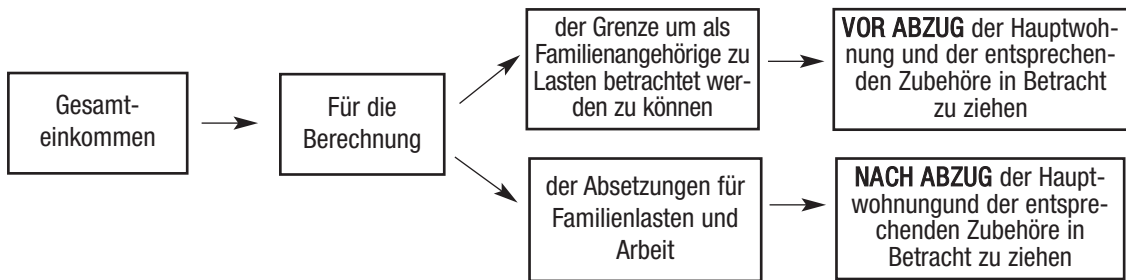 Gesamt-
einkommen
Für die
Berechnung
der Grenze um als
Familienangehörige zu
Lasten betrachtet wer-
den zu können
VOR ABZUG der Hauptwoh-
nung und der entsprechen-
den Zubehöre in Betracht
zu ziehen
der Absetzungen für
Familienlasten und
Arbeit
NACH ABZUG der Haupt-
wohnungund der entspre-
chenden Zubehöre in
Betracht zu ziehen